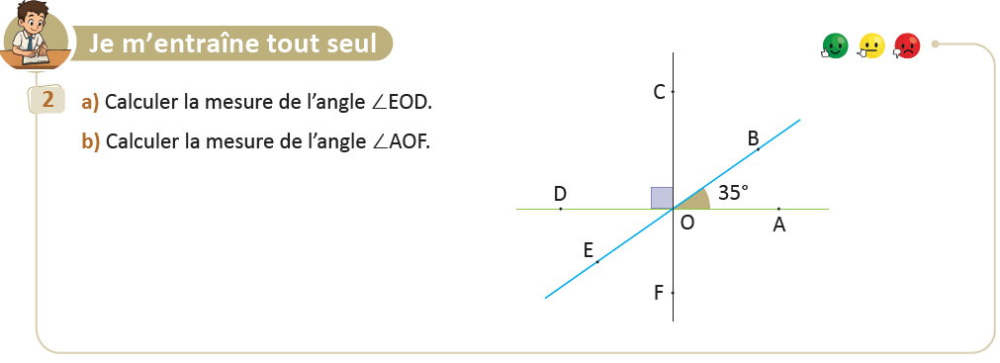 Je m’entraîne tout seul
2 a) Calculer la mesure de l’angle ∠EOD.
b) Calculer la mesure de l’angle ∠AOF.
C
B
35°
D
O
A
E
F